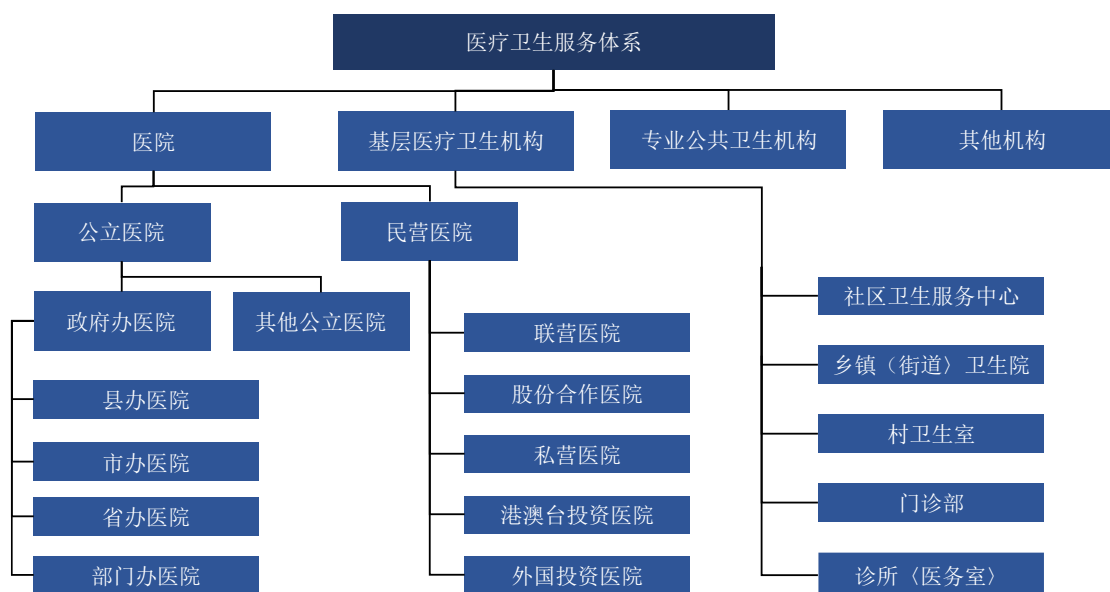 医疗卫生服务体系
医院
基层医疗卫生机构
专业公共卫生机构
其他机构
公立医院
民营医院
政府办医院
其他公立医院
县办医院
市办医院
省办医院
部门办医院
联营医院
股份合作医院
私营医院
港澳台投资医院
外国投资医院
社区卫生服务中心
乡镇（街道〉卫生院
村卫生室
门诊部
诊所〈医务室〉